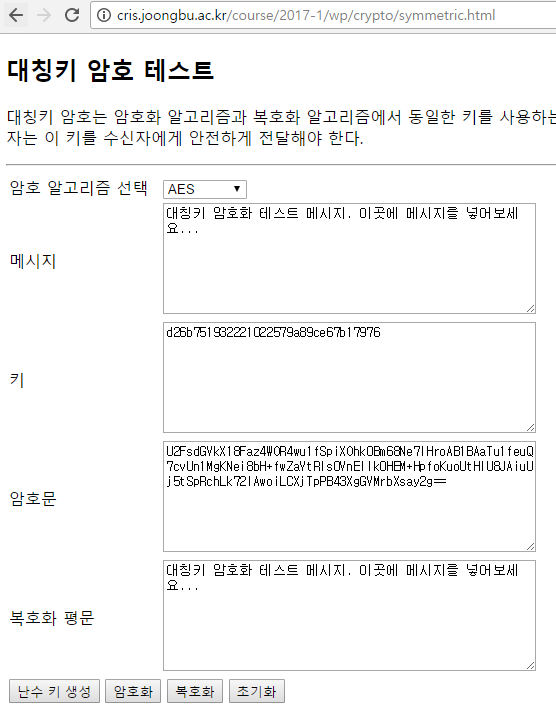 cris.joongbu.ac.kr/course/2017-1/wp/crypto/symmetric.html
대칭키 암호 테스트
대칭키 암호는 암호화 알고리즘과 복호화 알고리즘에서 동일한 키를 사용하는
자는 이 키를 수신자에게 안전하게 전달해야 한다.
암호 알고리즘 선택 AES
메시지
대칭키 암호화 테스트 메시지. 이곳에 메시지를 넣어보세
요...
키
d26b751932221022579a89ce67b17976
암호문
U2FsdGVkX18Faz4W0R4wu1fSpiX0hk0Bm68Ne7IHroAB1BAaTu1feuQ
7cvUn1MgKNei8bH+fwZaVtRIsOVnEIIk0HEM+HpfoKuoUtHIU8JAiuU
j5tSpRchLk72IAwoiLCXjTpPB43XgGVMrbXsay2g==
복호화 평문
대칭키 암호화 테스트 메시지. 이곳에 메시지를 넣어보세
요...
난수 키 생성 암호화 복호화 초기화